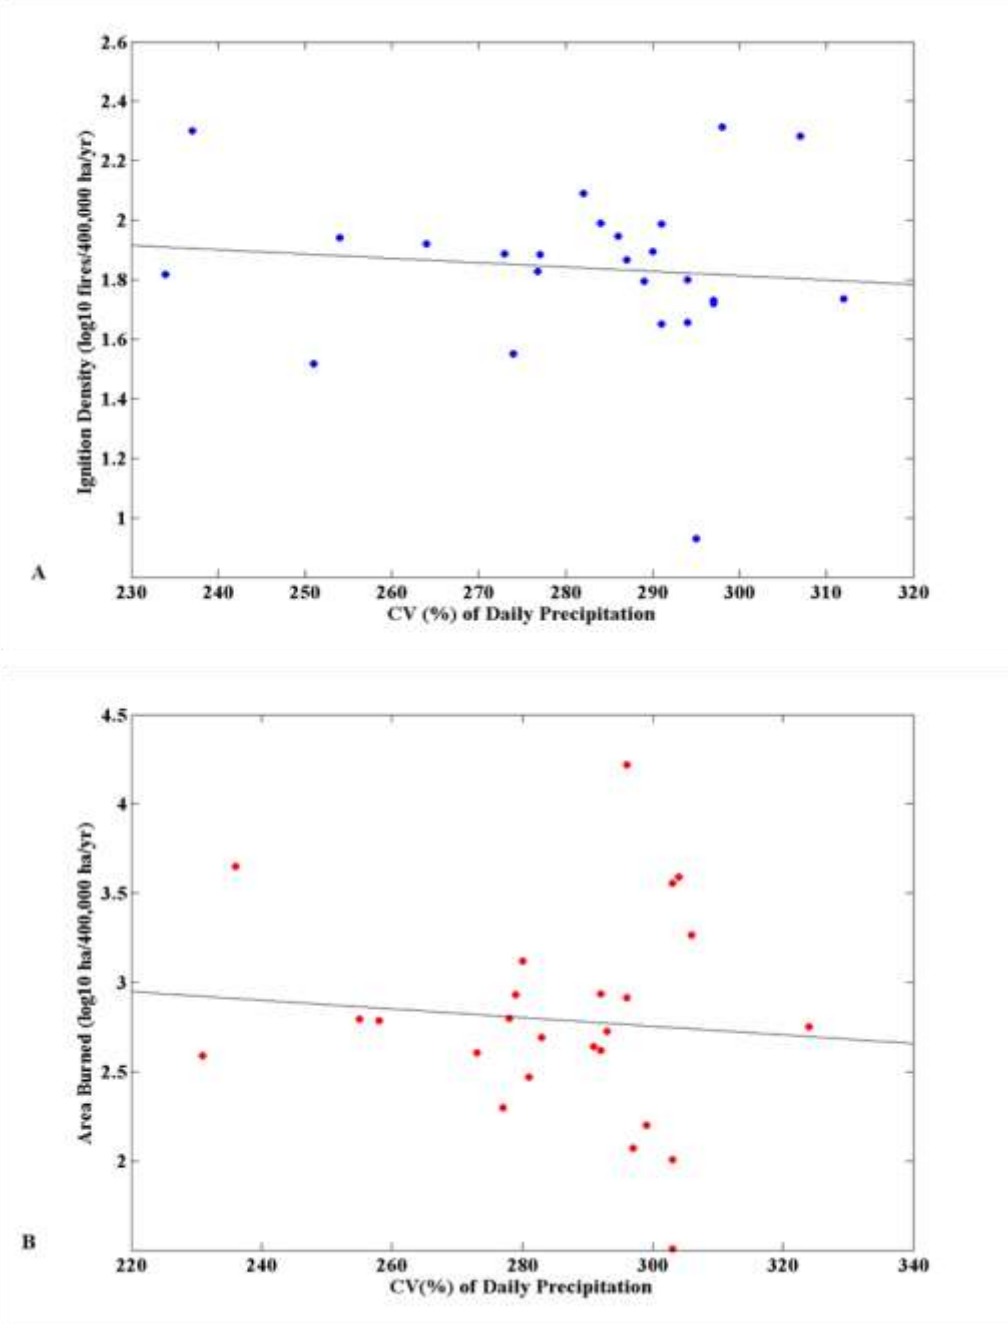 2.6
2.4
2.2
2
1.8
1.6
1.4
1.2
1
Ignition Density (log10 fires/400,000 ha/yr)
A
230 240 250 260 270 280 290 300 310 320
CV (%) of Daily Precipitation
4.5
4
3.5
3
2.5
2
Area Burned (log10 ha/400,000 ha/yr)
B
220 240 260 280 300 320 340
CV(%) of Daily Precipitation